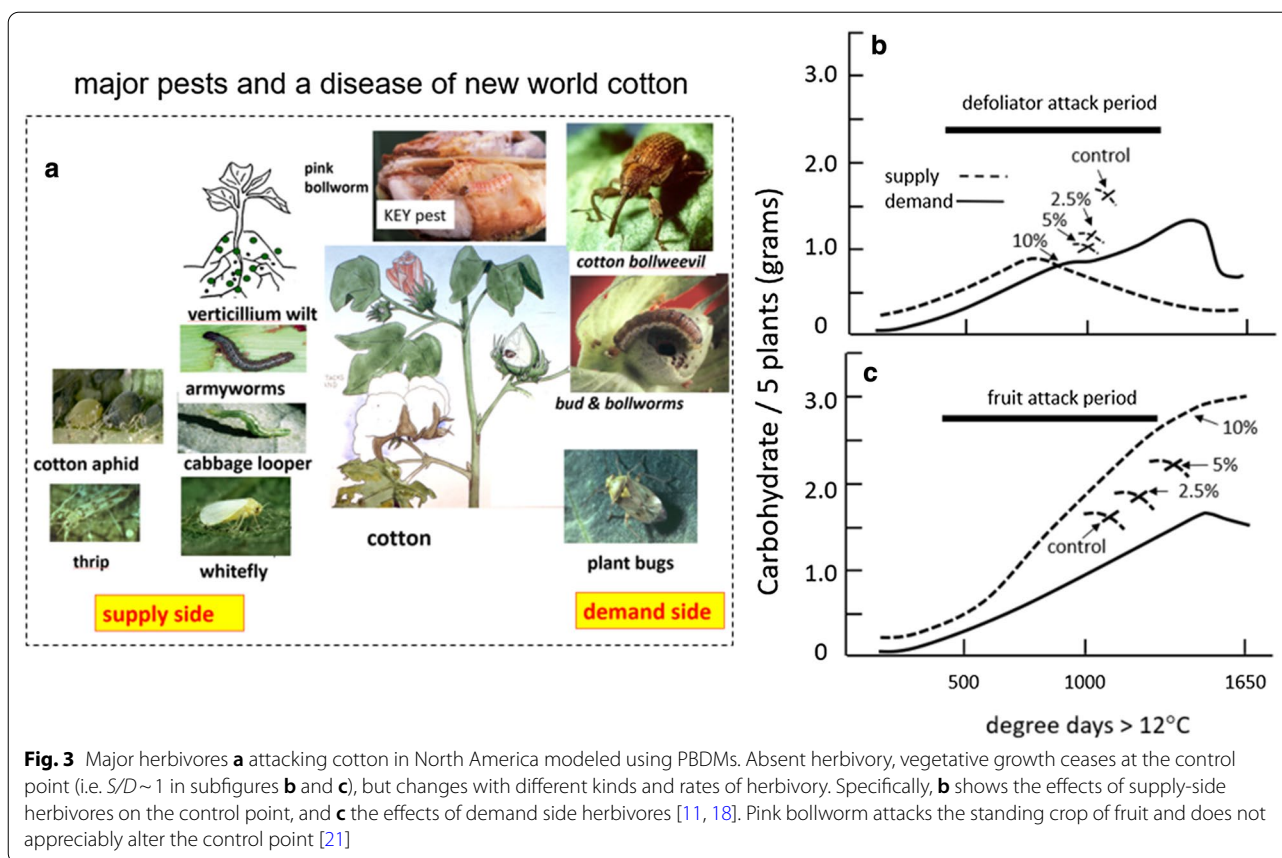 major pests and a disease of new world cotton
a
pink
bollworm
KEY pest
cotton bollweevil
verticillium wilt
armyworms
bud & bollworms
cotton aphid
cabbage looper
thrip
whitefly
cotton
plant bugs
supply side
demand side
Carbohydrate / 5 plants (grams)
b
3.0
defoliator attack period
2.0
control
supply
demand
2.5%
5%
1.0
10%
0
c
3.0
fruit attack period
10%
5%
2.0
2.5%
control
1.0
0
500
1000
1650
degree days > 12°C
Fig. 3 Major herbivores a attacking cotton in North America modeled using PBDMs. Absent herbivory, vegetative growth ceases at the control
point (i.e. S/D ~ 1 in subfigures b and c), but changes with different kinds and rates of herbivory. Specifically, b shows the effects of supply-side
herbivores on the control point, and c the effects of demand side herbivores [11, 18]. Pink bollworm attacks the standing crop of fruit and does not
appreciably alter the control point [21]